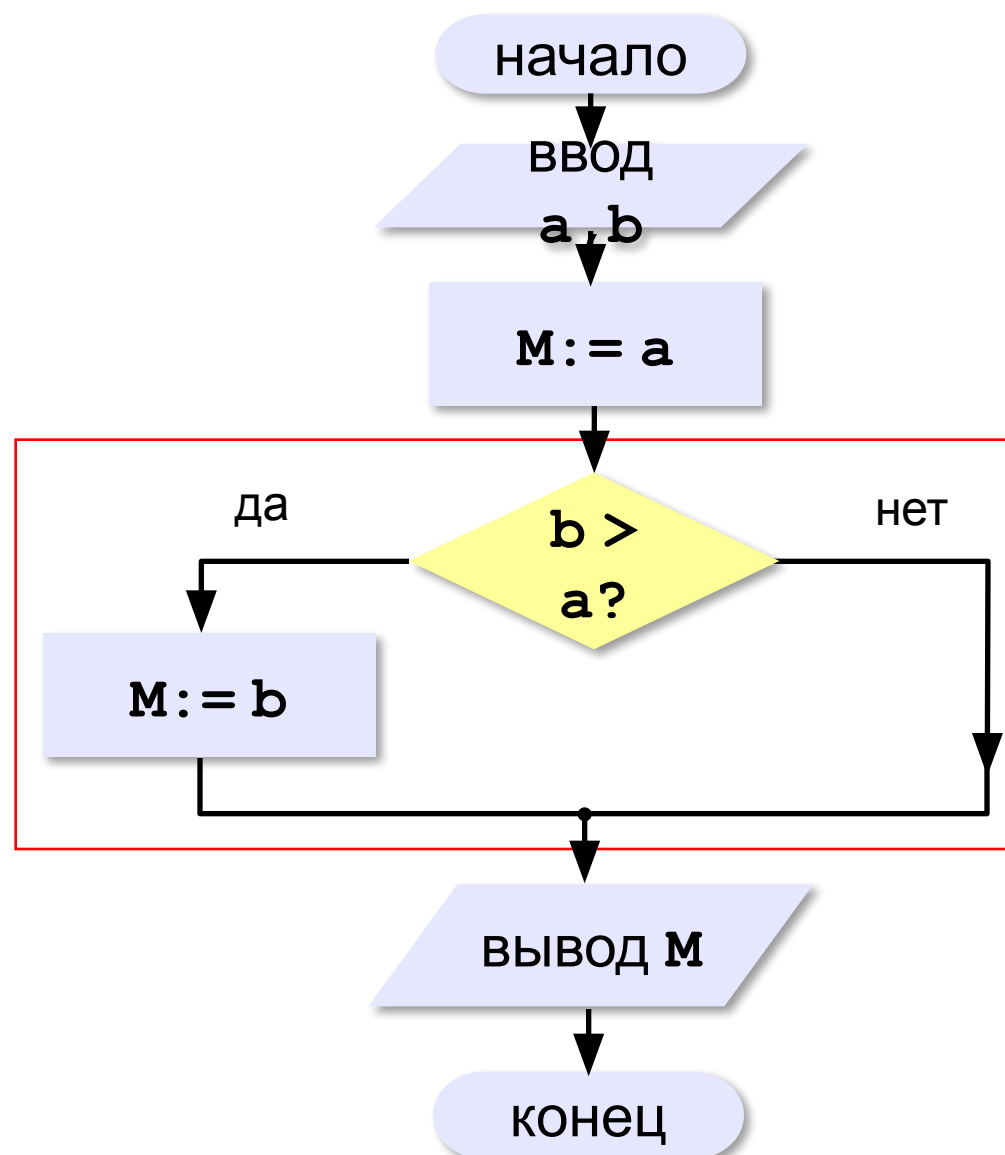 начало
ввод
a,b
M:= a
да
b >
a?
нет
M:= b
вывод M
конец